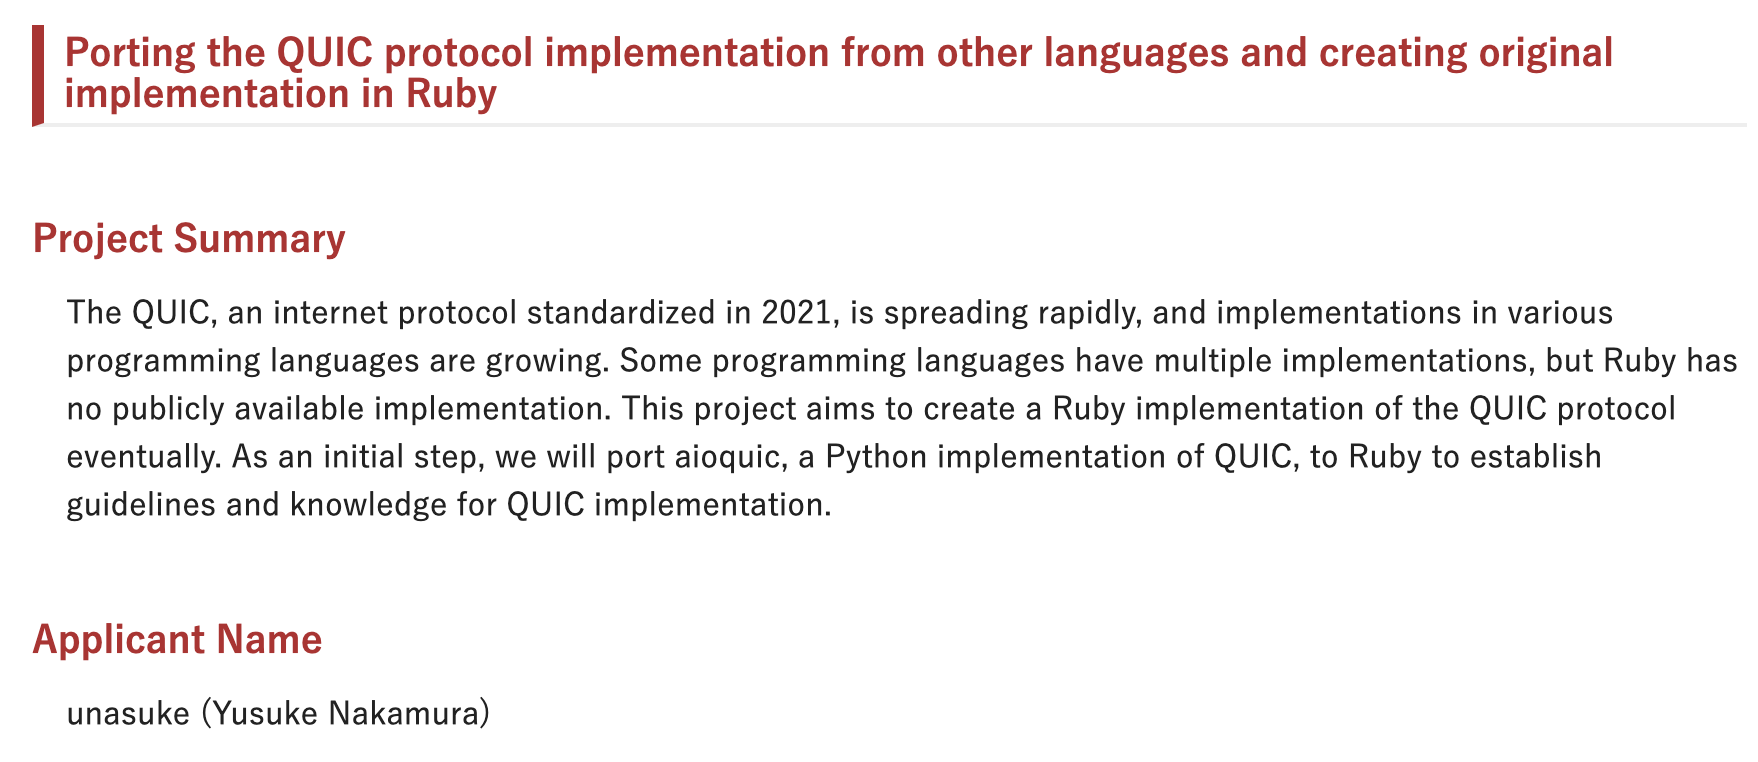 Porting the QUIC protocol implementation from other languages and creating original
implementation in Ruby
Project Summary
The QUIC, an internet protocol standardized in 2021, is spreading rapidly, and implementations in various
programming languages are growing. Some programming languages have multiple implementations, but Ruby has
no publicly available implementation. This project aims to create a Ruby implementation of the QUIC protocol
eventually. As an initial step, we will port aioquic, a Python implementation of QUIC, to Ruby to establish
guidelines and knowledge for QUIC implementation.
Applicant Name
unasuke (Yusuke Nakamura)